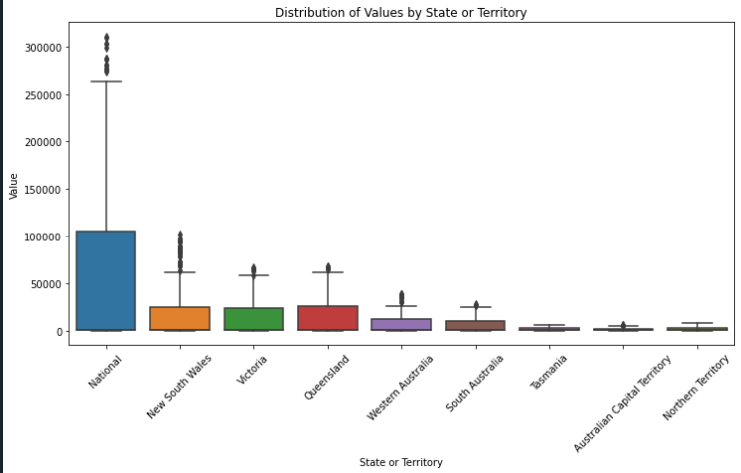 Distribution of Values by State or Territory
300000
250000
200000
150000
100000
50000
0
Value
National
New South Wales
Victoria
Queensland
Western Australia
South Australia
Tasmania
Australian Capital Territory
Northern Territory
State or Territory